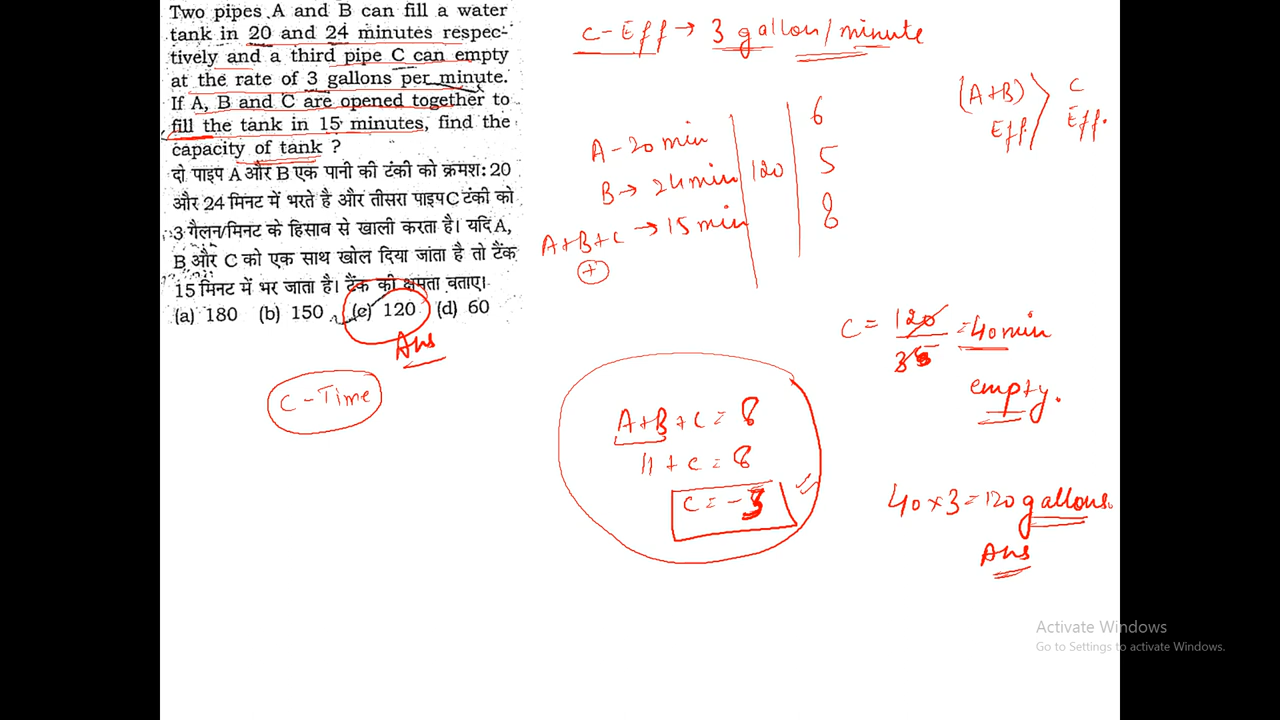 Two pipes A and B can fill a water
tank in 20 and 24 minutes respec-
tively and a third pipe C can empty
at the rate of 3 gallons per minute.
If A, B and C are opened together to
fill the tank in 15 minutes, find the
capacity of tank ?
दो पाइप A और B एक पानी की टंकी को क्रमश: 20
और 24 मिनट में भरते है और तीसरा पाइप C टंकी को
3 गैलन/मिनट के हिसाब से खाली करता है। यदि A,
B और C को एक साथ खोल दिया जाता है तो टैंक
15 मिनट में भर जाता है। टैंक की क्षमता बताए।
(a) 180 (b) 150 (c) 120 (d) 60
Ans
C - Time
C - Eff → 3 gallon/minute
(A+B) Eff. > C Eff.
A - 20 min 6
B → 24 min 120 5
A+B+C → 15 min 8
+
C = 120/3 = 40 min
empty.
A+B+C = 8
11 + C = 8
C = -3
40 × 3 = 120 gallons.
Ans
Activate Windows
Go to Settings to activate Windows.